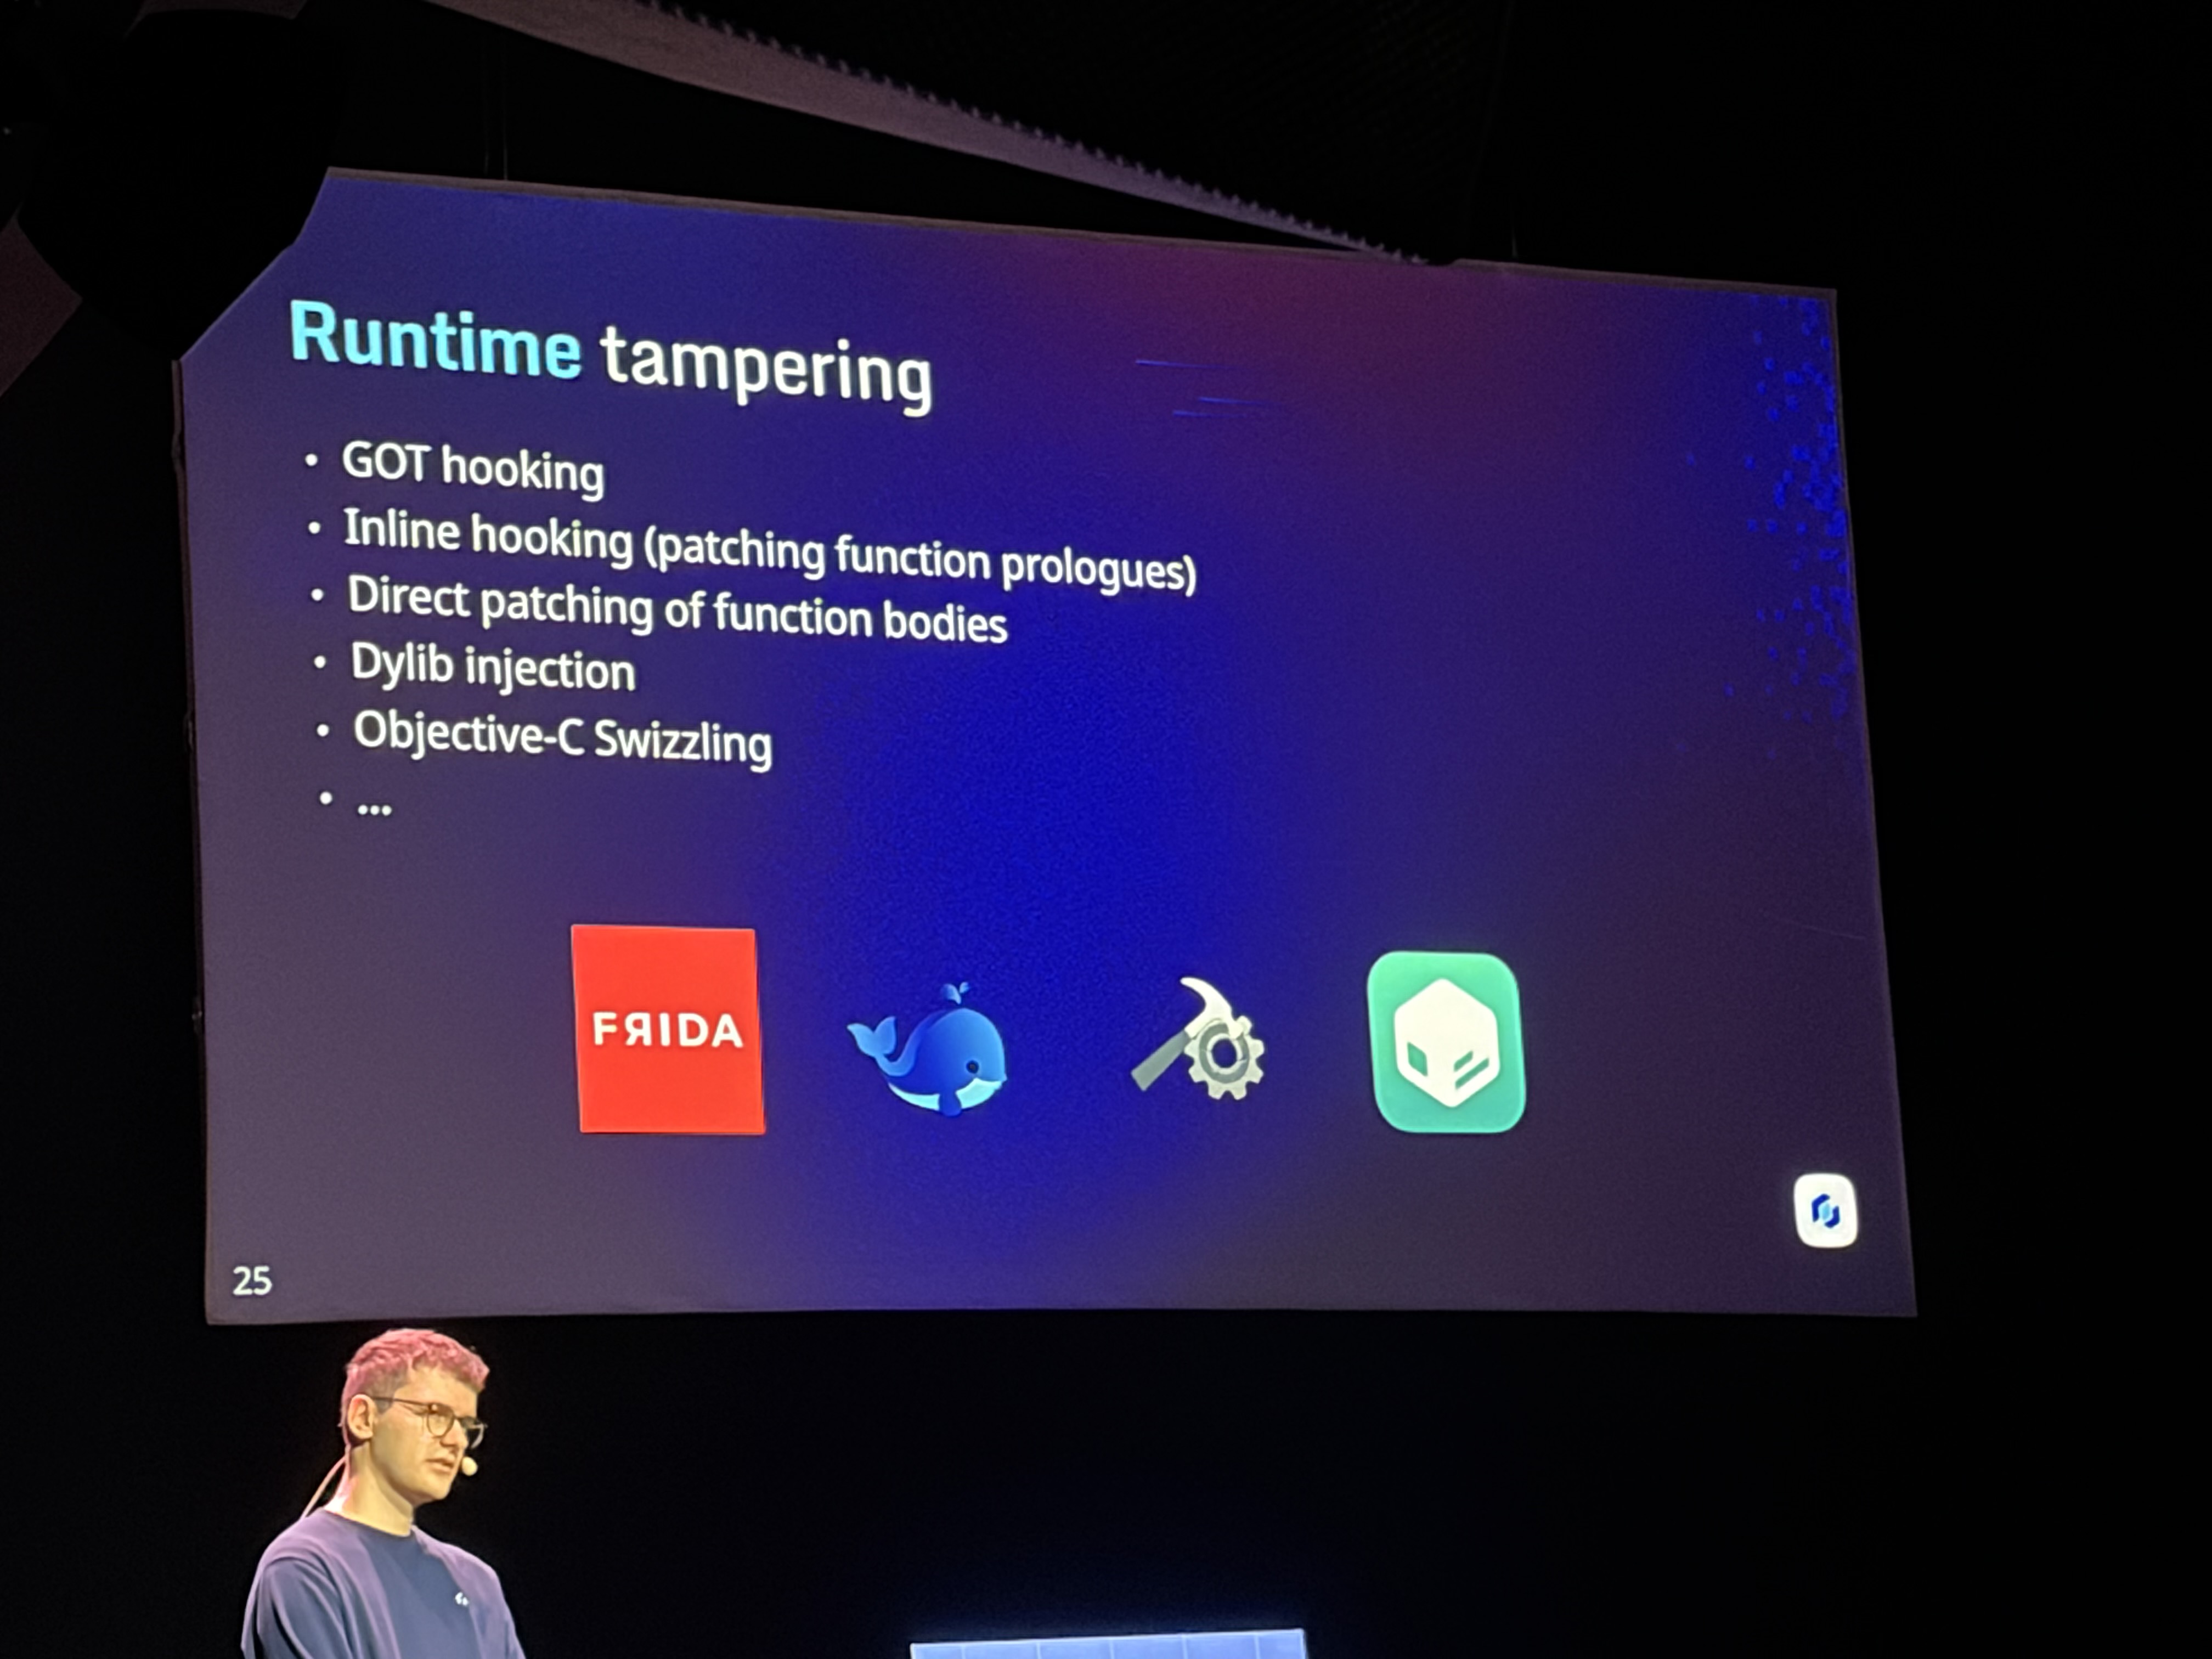 Runtime tampering
• GOT hooking
• Inline hooking (patching function prologues)
• Direct patching of function bodies
• Dylib injection
• Objective-C Swizzling
• ...
FЯIDA
25